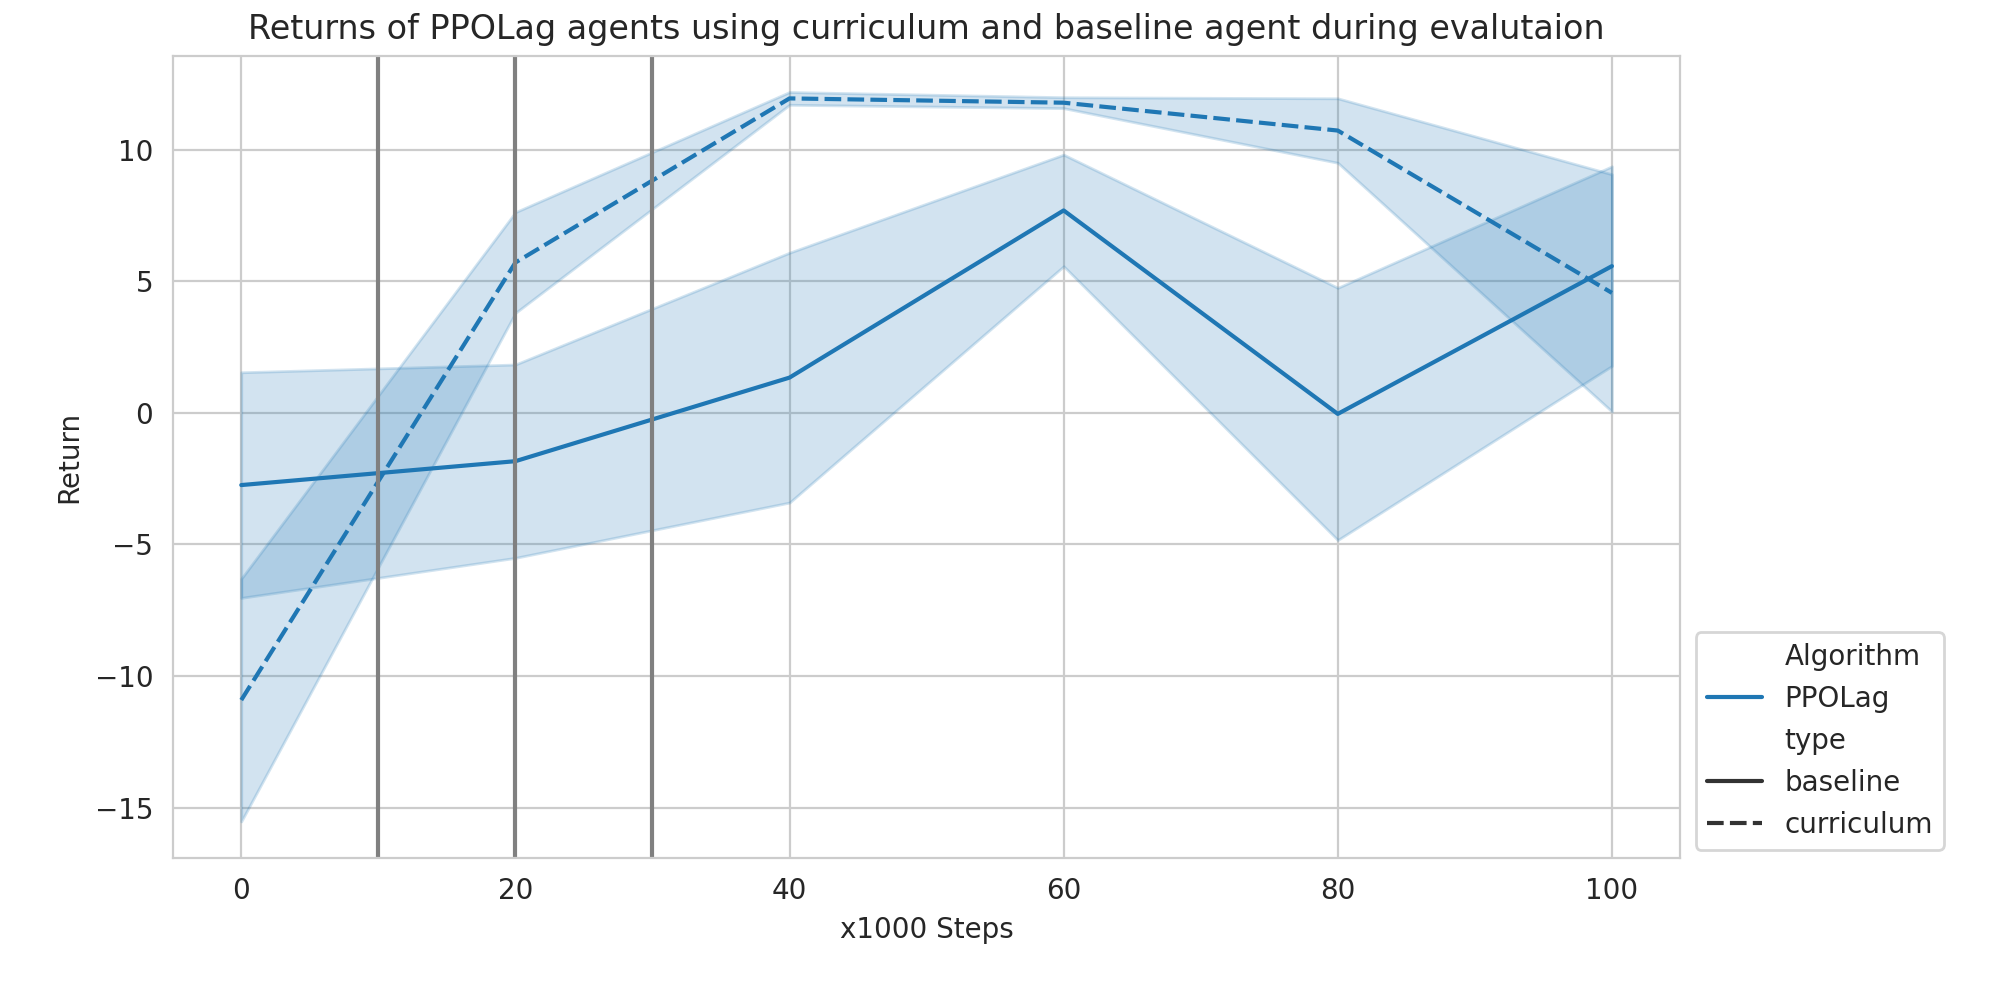 Returns of PPOLag agents using curriculum and baseline agent during evalutaion
10
5
0
−5
−10
−15
Return
0 20 40 60 80 100
x1000 Steps
Algorithm
PPOLag
type
baseline
curriculum